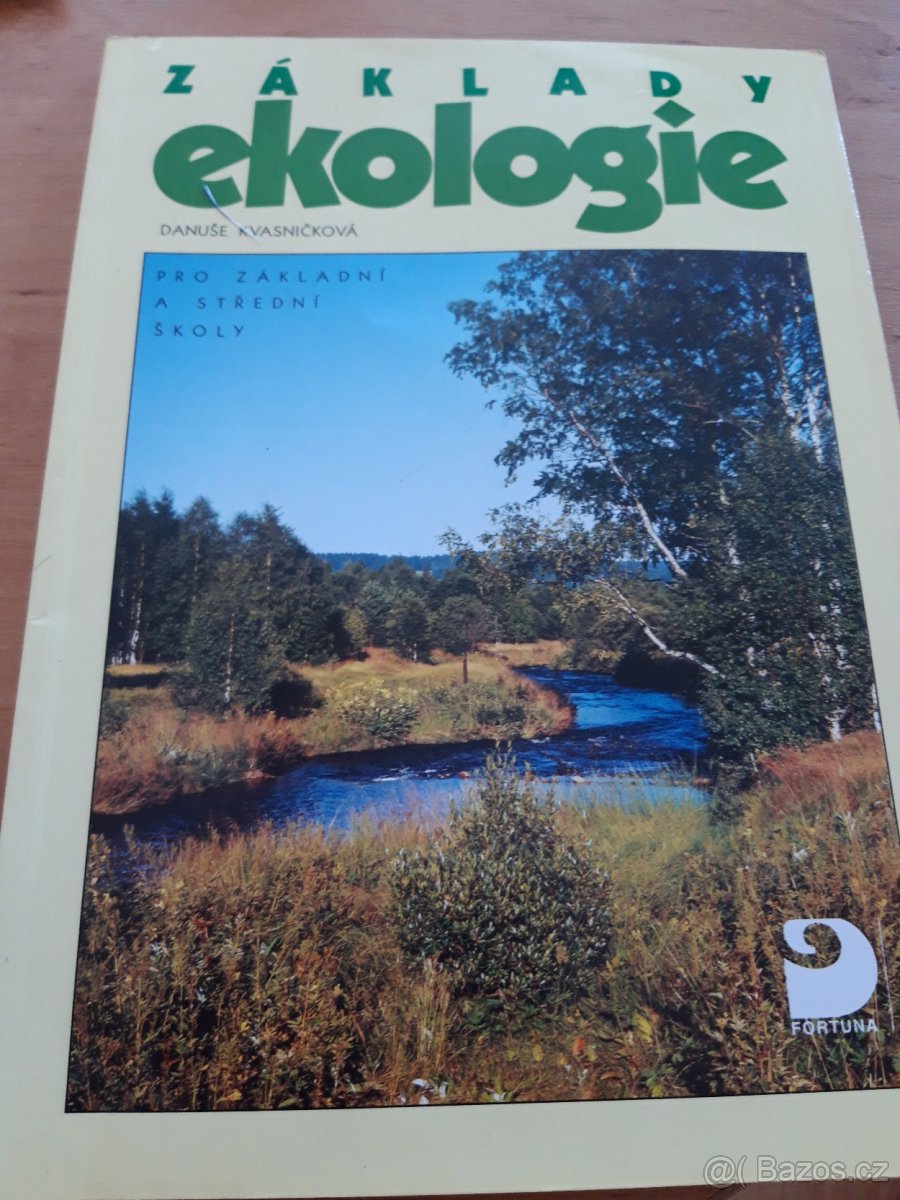 ZÁKLADY
ekologie
DANUŠE KVASNIČKOVÁ
PRO ZÁKLADNÍ
A STŘEDNÍ
ŠKOLY
FORTUNA
@( Bazos.cz